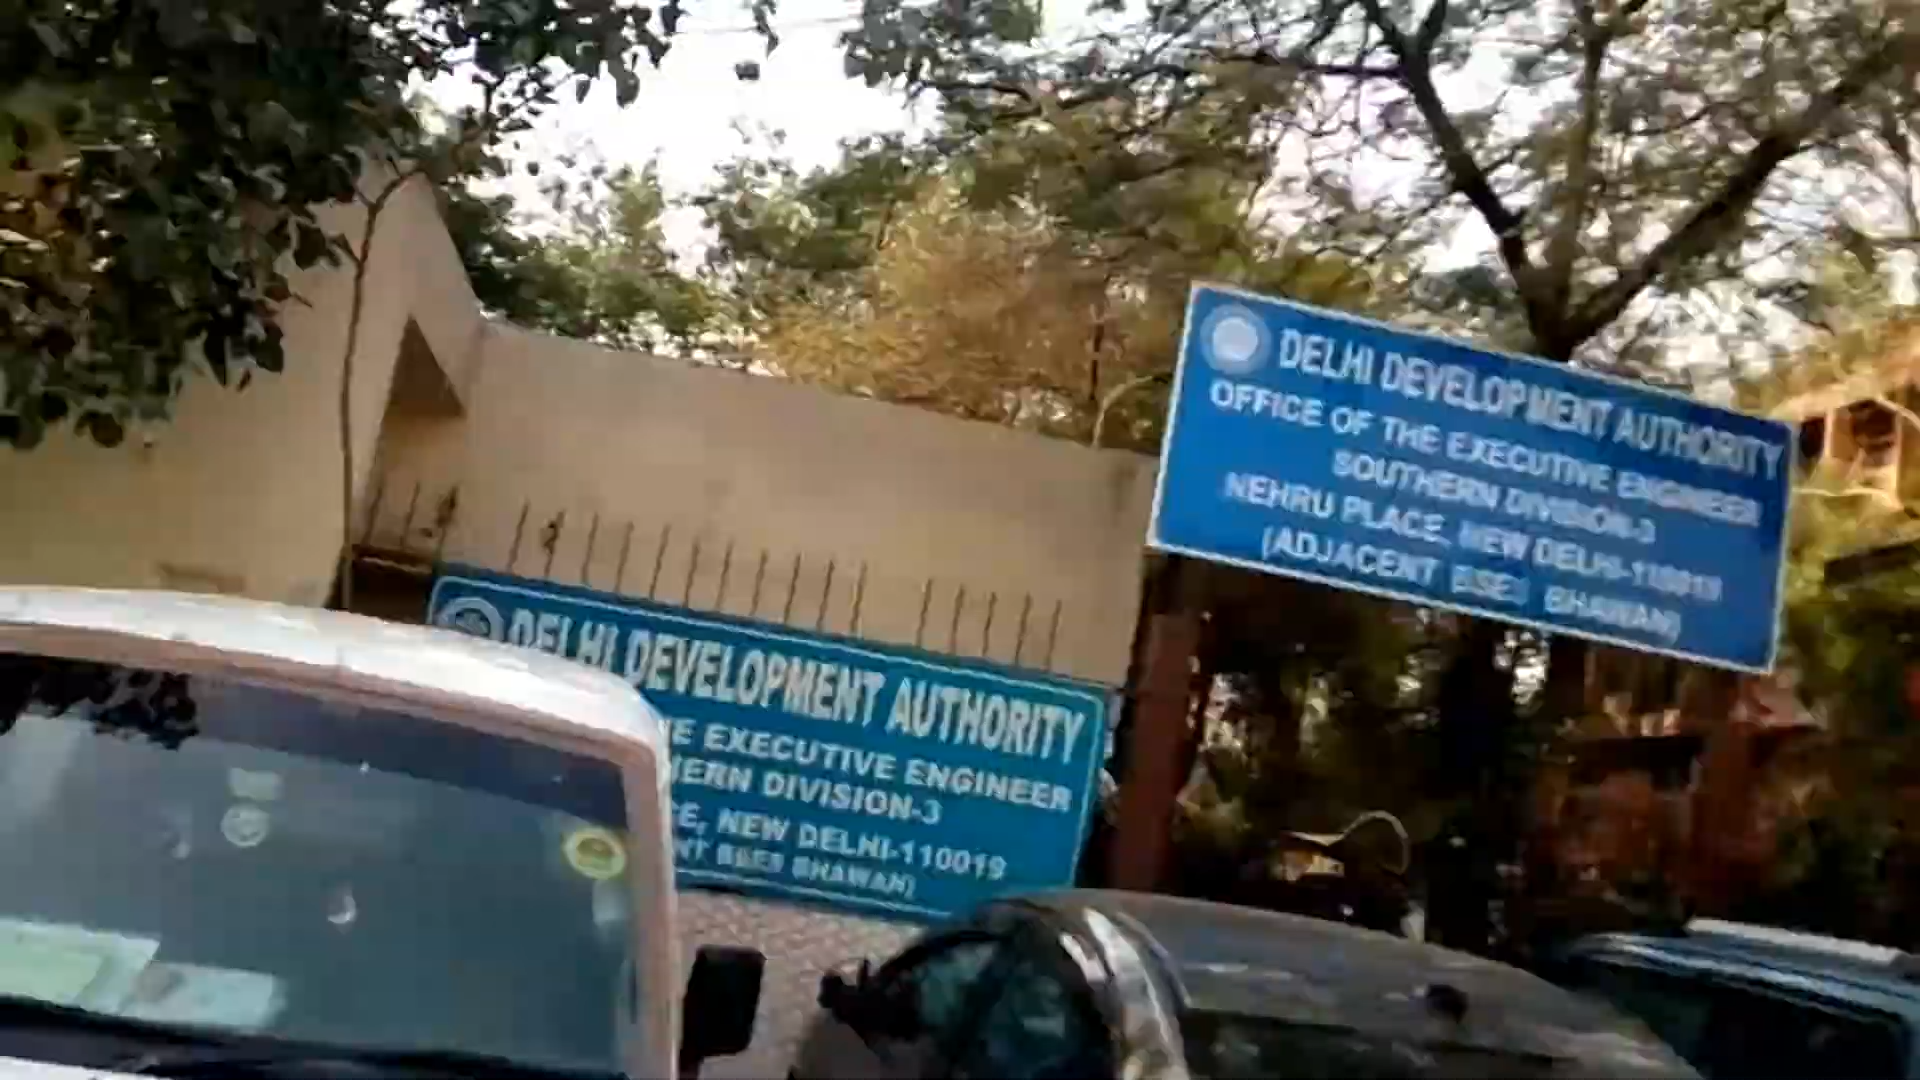 DELHI DEVELOPMENT AUTHORITY
OFFICE OF THE EXECUTIVE ENGINEER
SOUTHERN DIVISION-3
NEHRU PLACE, NEW DELHI-110019
(ADJACENT BSES BHAWAN)
DELHI DEVELOPMENT AUTHORITY
EXECUTIVE ENGINEER
DIVISION-3
NEW DELHI-110019
BSES BHAWAN)